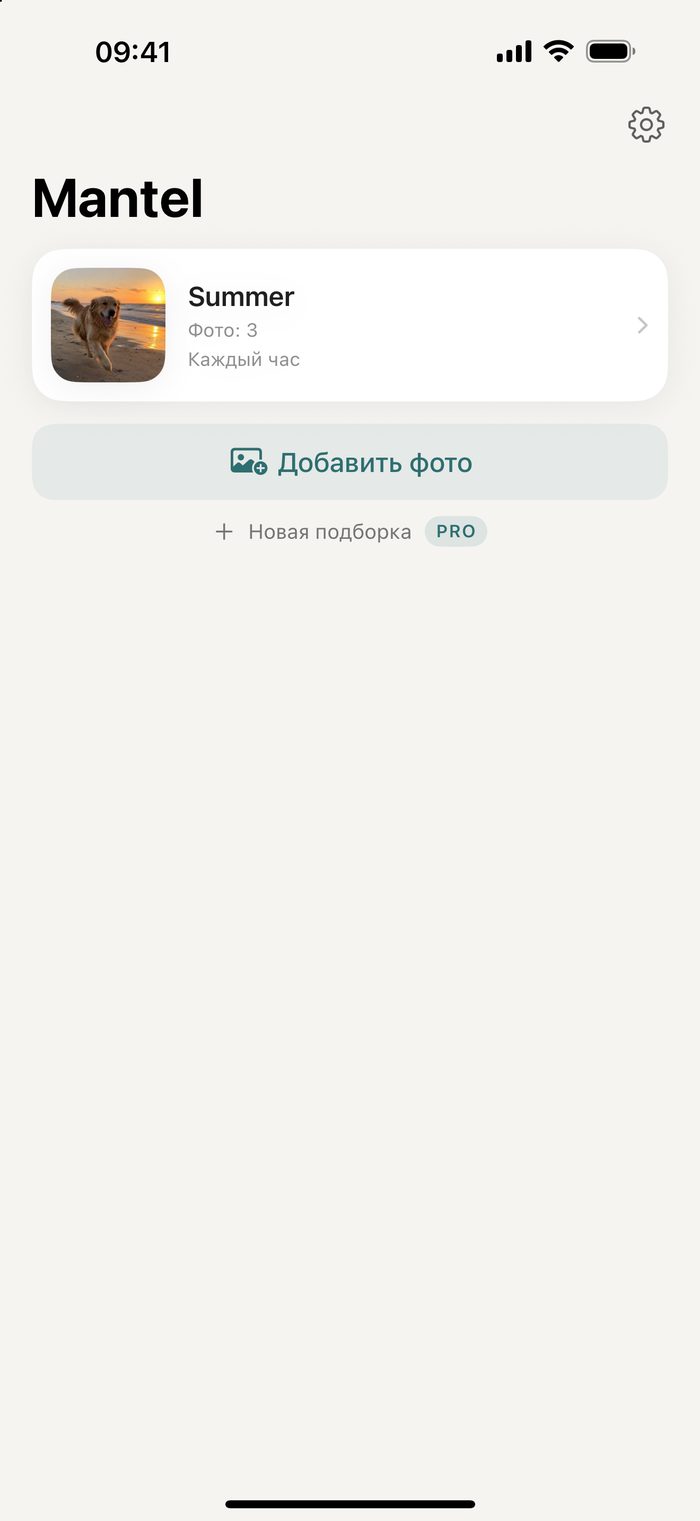 09:41
Mantel
Summer
Фото: 3
Каждый час
Добавить фото
Новая подборка PRO